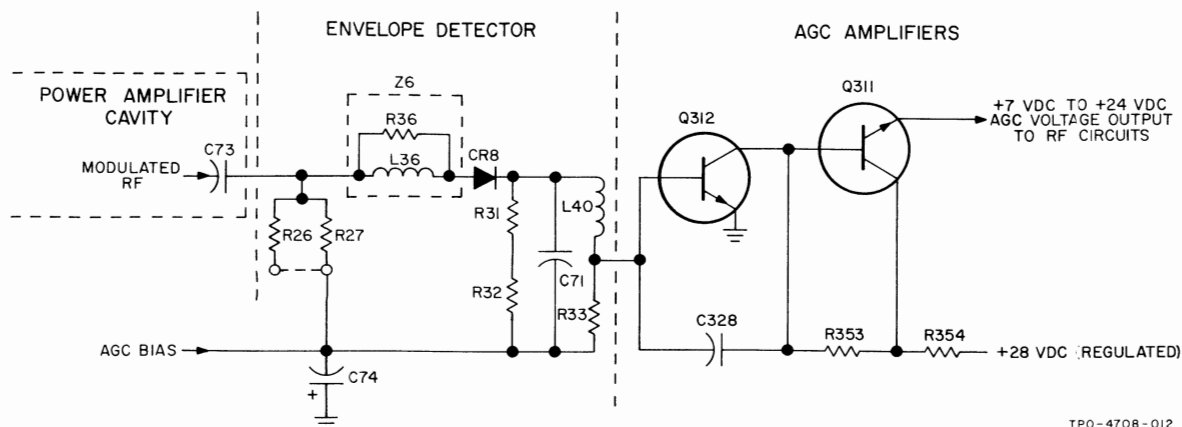 ENVELOPE DETECTOR
AGC AMPLIFIERS
POWER AMPLIFIER
CAVITY
MODULATED
RF
C73
Z6
R36
L36
CR8
R26
R27
R31
R32
C71
L40
R33
AGC BIAS
C74
+
Q312
Q311
+7 VDC TO +24 VDC
AGC VOLTAGE OUTPUT
TO RF CIRCUITS
C328
R353
R354
+28 VDC (REGULATED)
TPO-4708-012